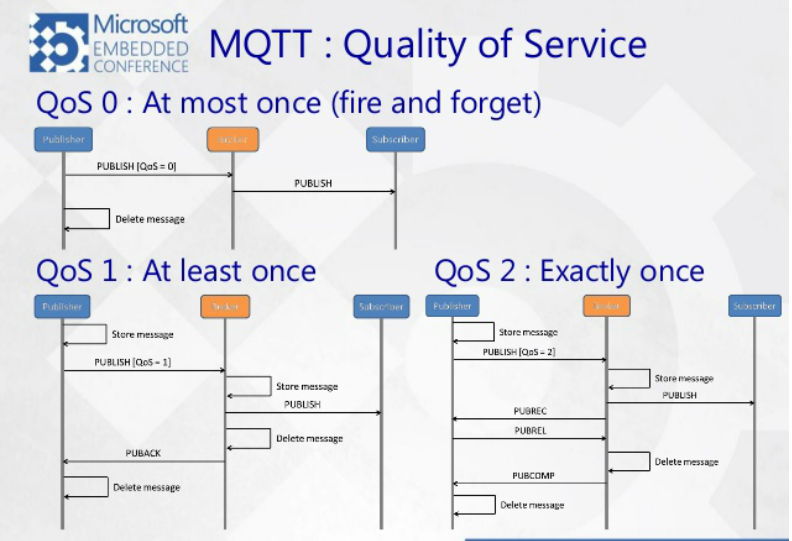 Microsoft
EMBEDDED
CONFERENCE
MQTT : Quality of Service
QoS 0 : At most once (fire and forget)
Publisher
Broker
Subscriber
PUBLISH [QoS = 0]
PUBLISH
Delete message
QoS 1 : At least once
Publisher
Broker
Subscriber
Store message
PUBLISH [QoS = 1]
Store message
PUBLISH
Delete message
PUBACK
Delete message
QoS 2 : Exactly once
Publisher
Broker
Subscriber
Store message
PUBLISH [QoS = 2]
Store message
PUBLISH
PUBREC
PUBREL
Delete message
PUBCOMP
Delete message